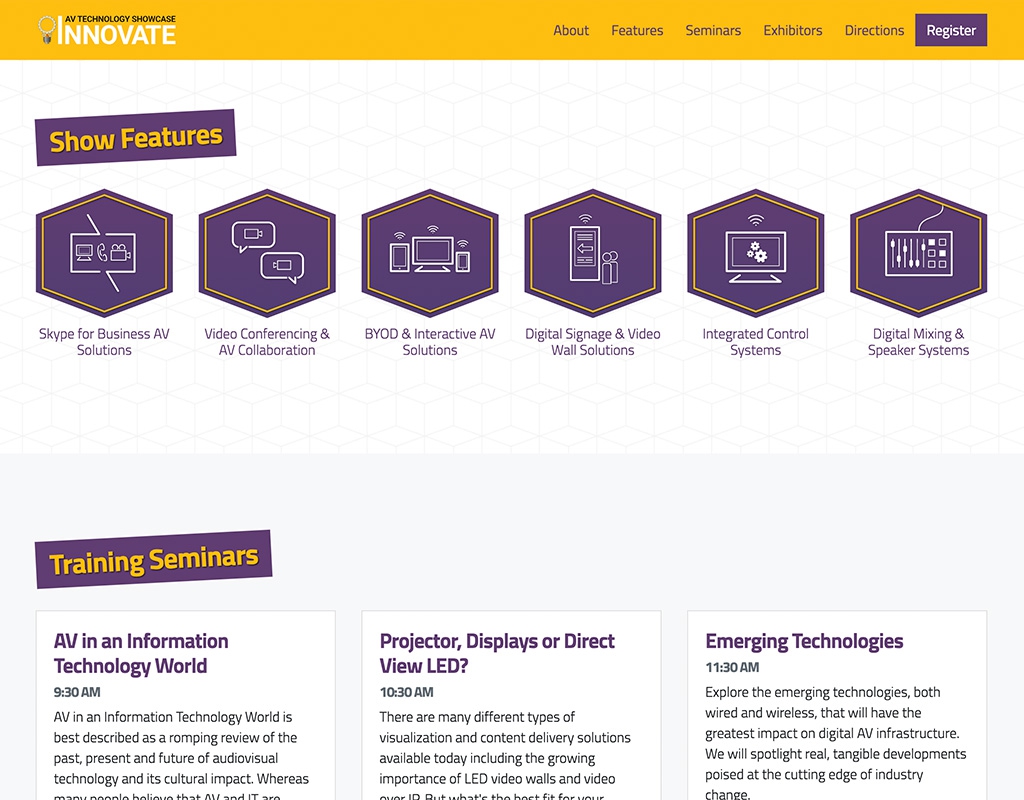 AV TECHNOLOGY SHOWCASE
INNOVATE
About Features Seminars Exhibitors Directions Register
Show Features
Skype for Business AV
Solutions
Video Conferencing &
AV Collaboration
BYOD & Interactive AV
Solutions
Digital Signage & Video
Wall Solutions
Integrated Control
Systems
Digital Mixing &
Speaker Systems
Training Seminars
AV in an Information
Technology World
9:30 AM
AV in an Information Technology World is
best described as a romping review of the
past, present and future of audiovisual
technology and its cultural impact. Whereas
many people believe that AV and IT are
Projector, Displays or Direct
View LED?
10:30 AM
There are many different types of
visualization and content delivery solutions
available today including the growing
importance of LED video walls and video
over IP. But what's the best fit for your
Emerging Technologies
11:30 AM
Explore the emerging technologies, both
wired and wireless, that will have the
greatest impact on digital AV infrastructure.
We will spotlight real, tangible developments
poised at the cutting edge of industry
change.